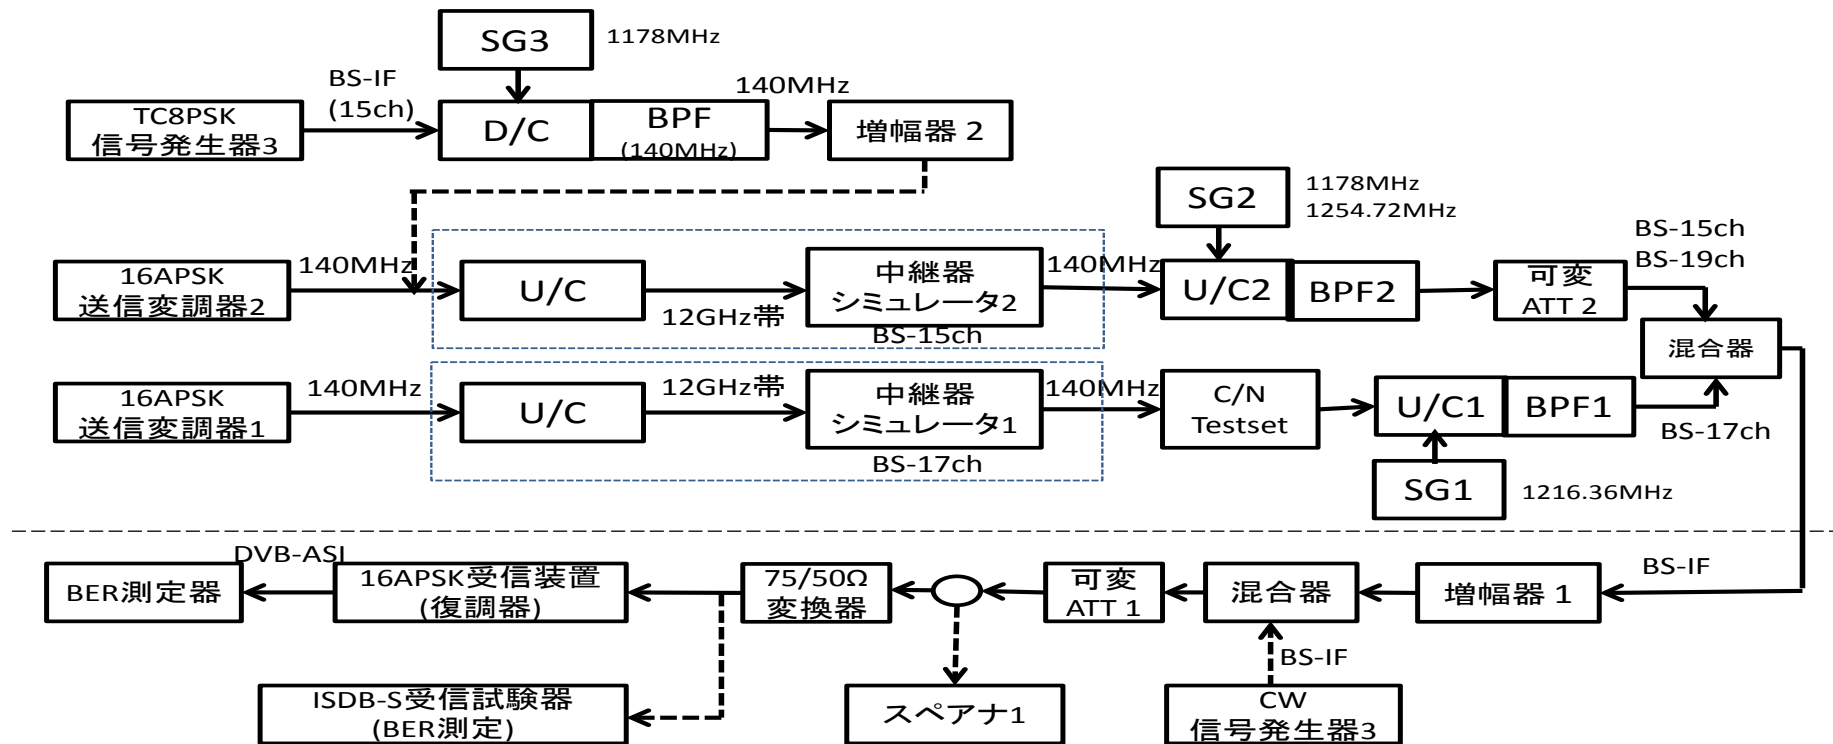 SG3
1178MHz
BS-IF
(15ch)
140MHz
TC8PSK
信号発生器3
D/C
BPF
(140MHz)
増幅器 2
SG2
1178MHz
1254.72MHz
BS-15ch
BS-19ch
16APSK
送信変調器2
140MHz
U/C
12GHz帯
中継器
シミュレータ2
BS-15ch
140MHz
U/C2
BPF2
可変
ATT 2
混合器
16APSK
送信変調器1
140MHz
U/C
12GHz帯
中継器
シミュレータ1
BS-17ch
140MHz
C/N
Testset
U/C1
BPF1
BS-17ch
SG1
1216.36MHz
DVB-ASI
BER測定器
16APSK受信装置
(復調器)
75/50Ω
変換器
可変
ATT 1
混合器
増幅器 1
BS-IF
BS-IF
ISDB-S受信試験器
(BER測定)
スペアナ1
CW
信号発生器3